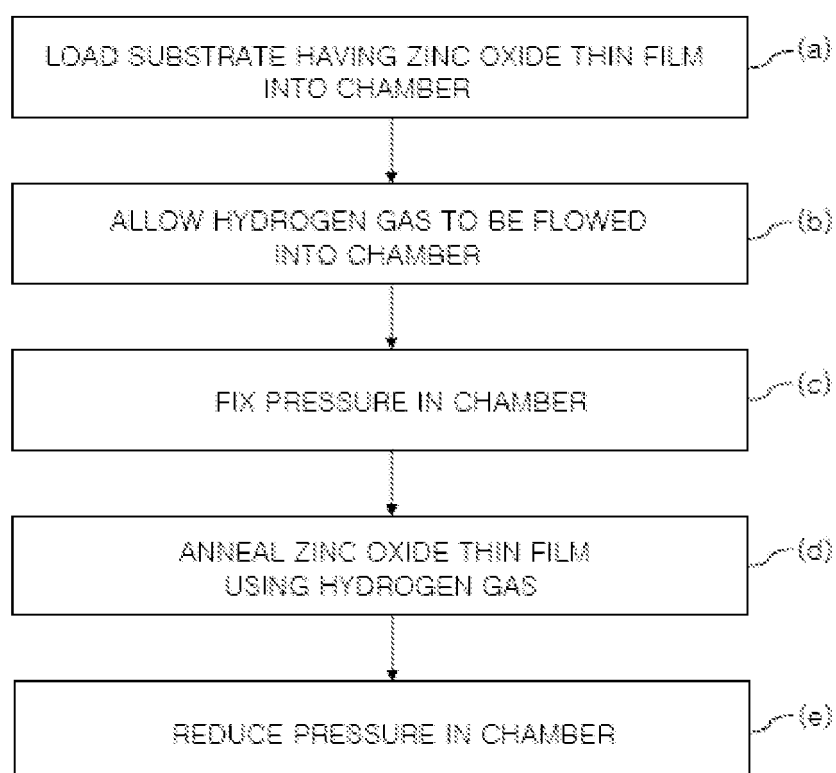 LOAD SUBSTRATE HAVING ZINC OXIDE THIN FILM
INTO CHAMBER
(a)
ALLOW HYDROGEN GAS TO BE FLOWED
INTO CHAMBER
(b)
FIX PRESSURE IN CHAMBER
(c)
ANNEAL ZINC OXIDE THIN FILM
USING HYDROGEN GAS
(d)
REDUCE PRESSURE IN CHAMBER
(e)